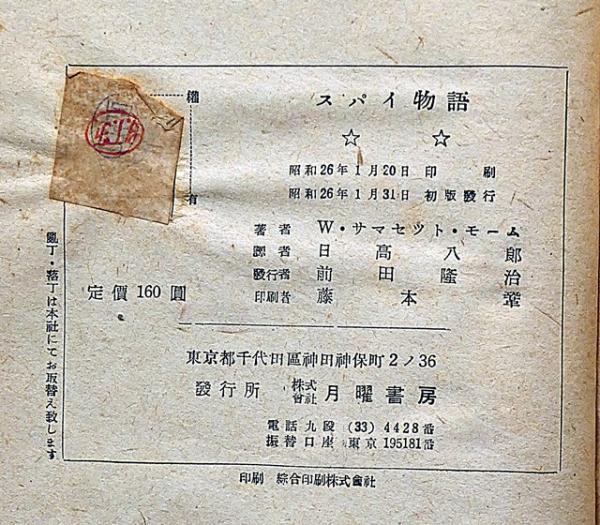 スパイ物語
☆ ☆
昭和26年1月20日 印刷
昭和26年1月31日 初版發行
著者 W・サマセット・モーム
譯者 日高八郎
發行者 前田隆治
印刷者 藤本韋
定價 160 圓
權
有
東京都千代田區神田神保町2ノ36
發行所 株式會社 月曜書房
電話九段 (33) 4428番
振替口座 東京 195181番
印刷 綜合印刷株式會社
亂丁・落丁は本社にてお取替え致します